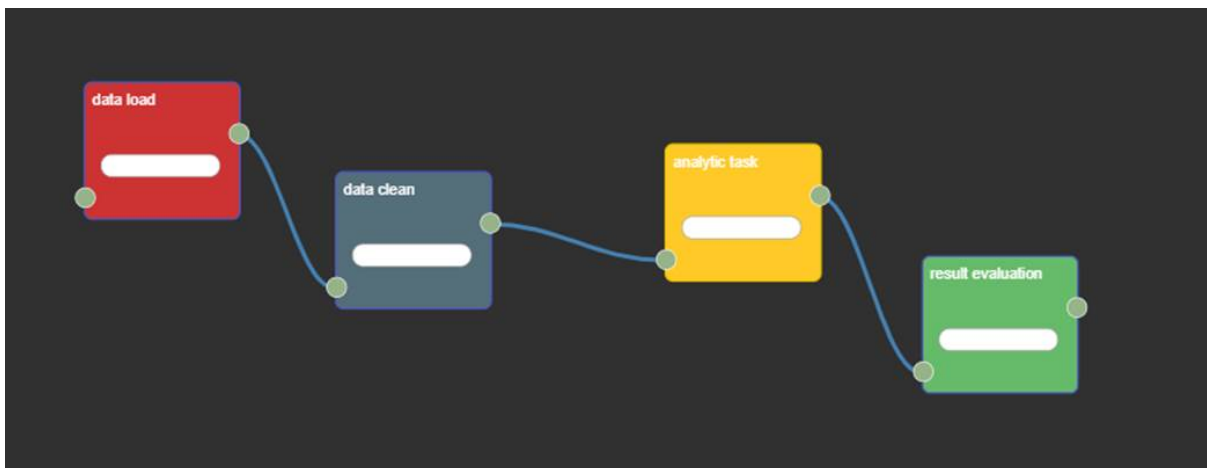 data load
data clean
analytic task
result evaluation